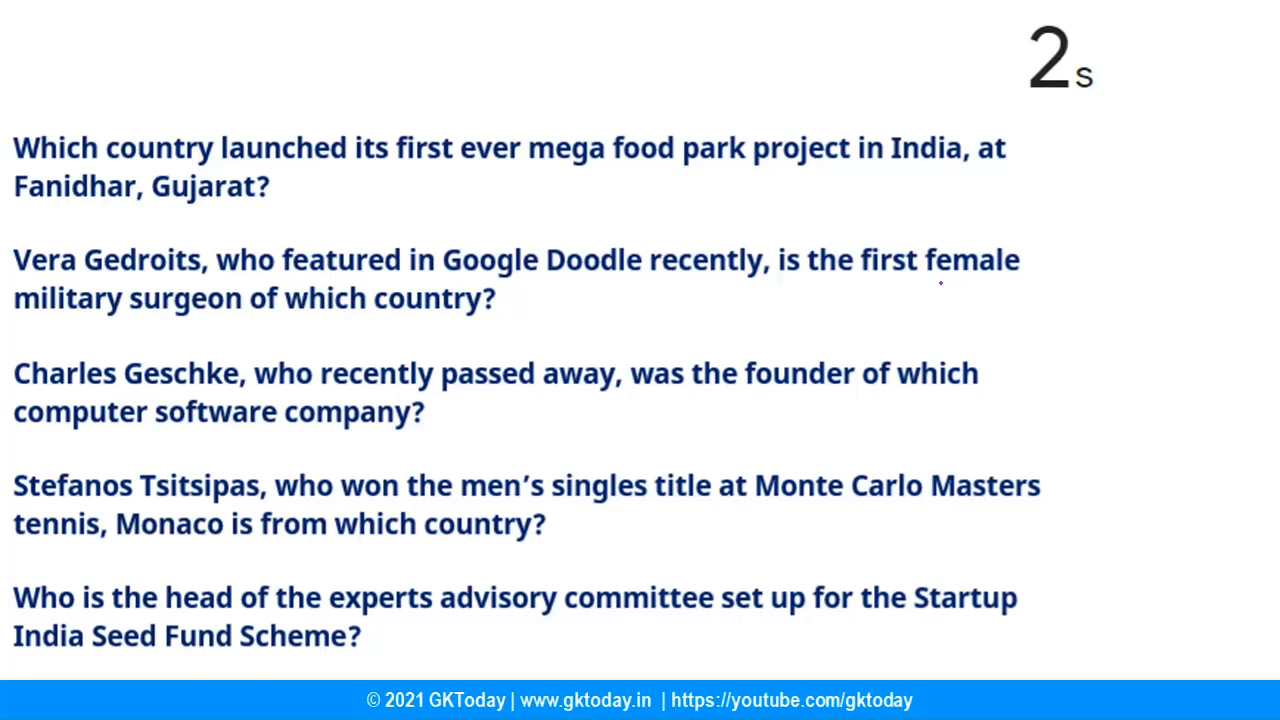 2s
Which country launched its first ever mega food park project in India, at
Fanidhar, Gujarat?
Vera Gedroits, who featured in Google Doodle recently, is the first female
military surgeon of which country?
Charles Geschke, who recently passed away, was the founder of which
computer software company?
Stefanos Tsitsipas, who won the men’s singles title at Monte Carlo Masters
tennis, Monaco is from which country?
Who is the head of the experts advisory committee set up for the Startup
India Seed Fund Scheme?
© 2021 GKToday | www.gktoday.in | https://youtube.com/gktoday